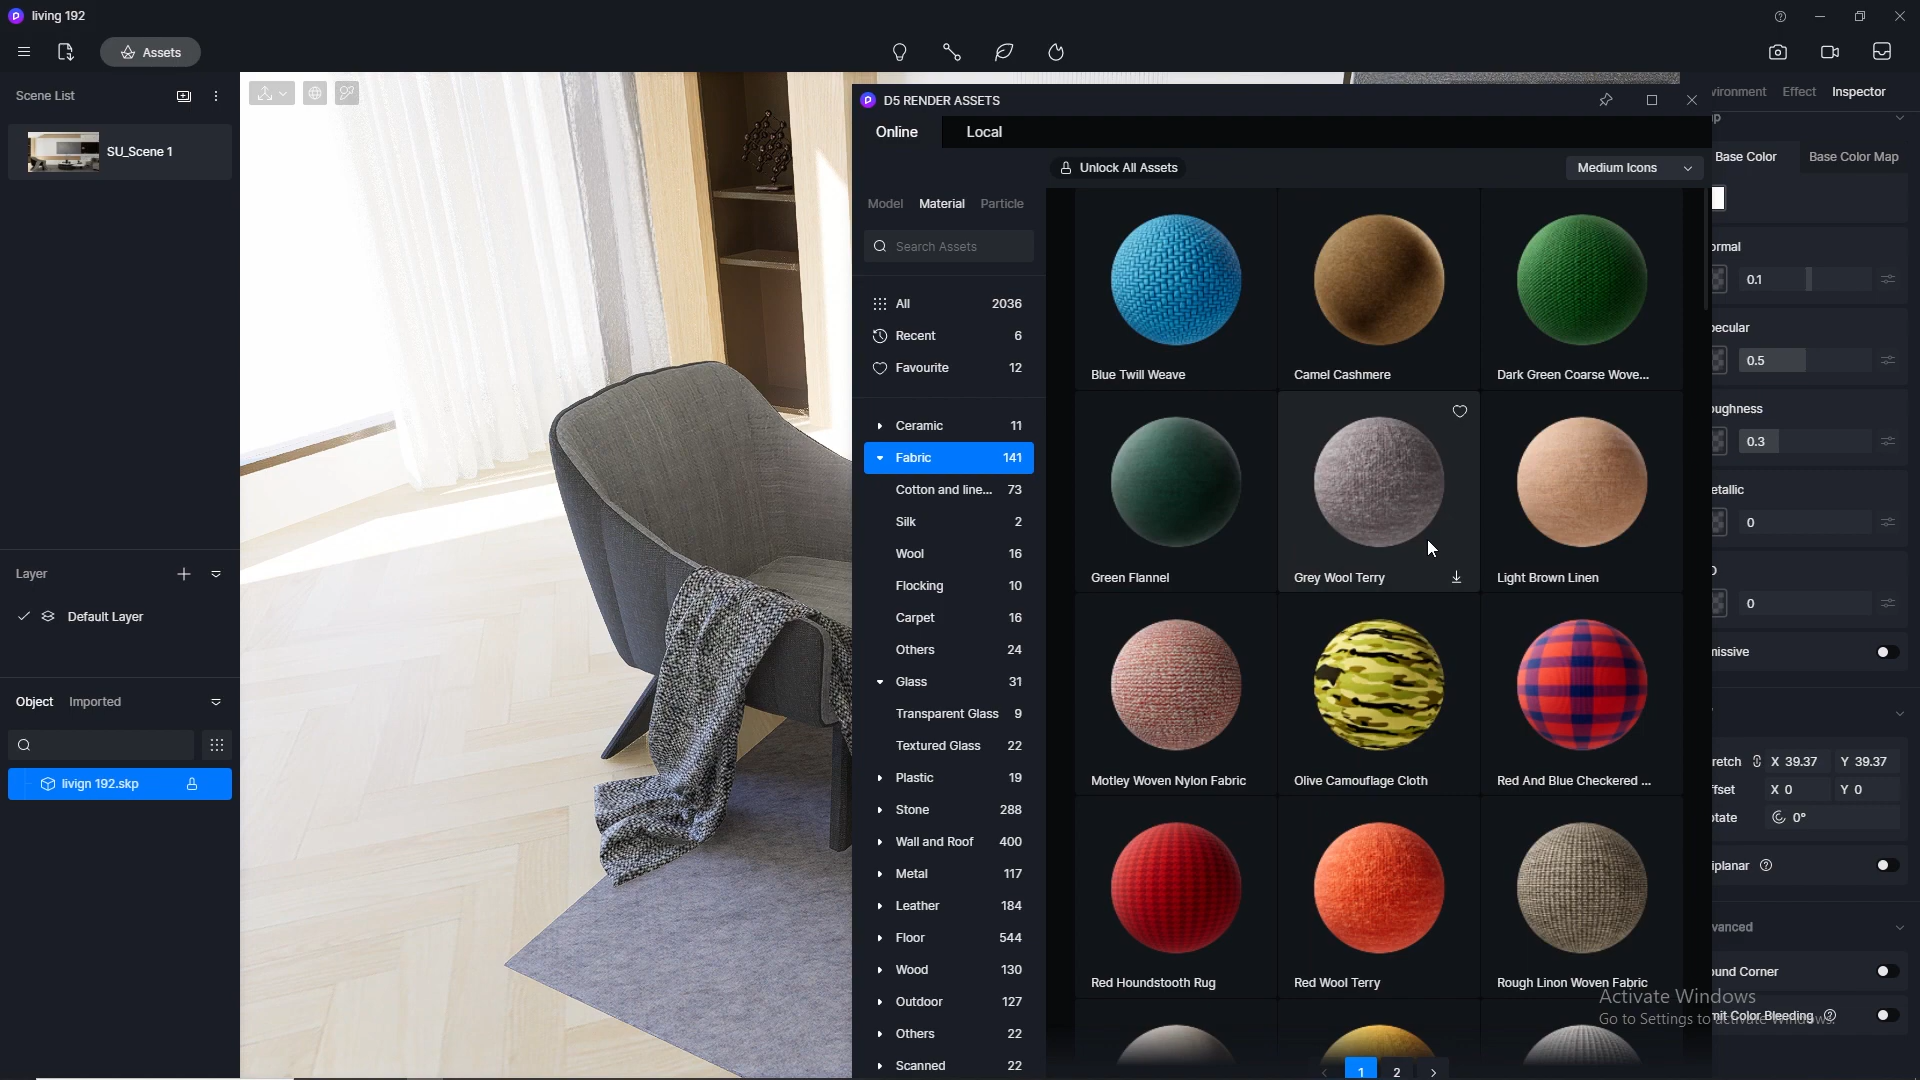 living 192
Assets
Scene List
SU_Scene 1
Layer
Default Layer
Object
Imported
livign 192.skp
D5 RENDER ASSETS
Online
Local
Unlock All Assets
Medium Icons
Model
Material
Particle
Search Assets
All 2036
Recent 6
Favourite 12
Ceramic 11
Fabric 141
Cotton and line... 73
Silk 2
Wool 16
Flocking 10
Carpet 16
Others 24
Glass 31
Transparent Glass 9
Textured Glass 22
Plastic 19
Stone 288
Wall and Roof 400
Metal 117
Leather 184
Floor 544
Wood 130
Outdoor 127
Others 22
Scanned 22
Blue Twill Weave
Camel Cashmere
Dark Green Coarse Wove...
Green Flannel
Grey Wool Terry
Light Brown Linen
Motley Woven Nylon Fabric
Olive Camouflage Cloth
Red And Blue Checkered ...
Red Houndstooth Rug
Red Wool Terry
Rough Linon Woven Fabric
1 2
vironment
Effect
Inspector
Base Color
Base Color Map
ormal
0.1
pecular
0.5
oughness
0.3
etallic
0
0
missive
retch X 39.37 Y 39.37
fset X 0 Y 0
otate 0°
iplanar
vanced
ound Corner
Activate Windows
mit Color Bleeding
Go to Settings to activate Windows.